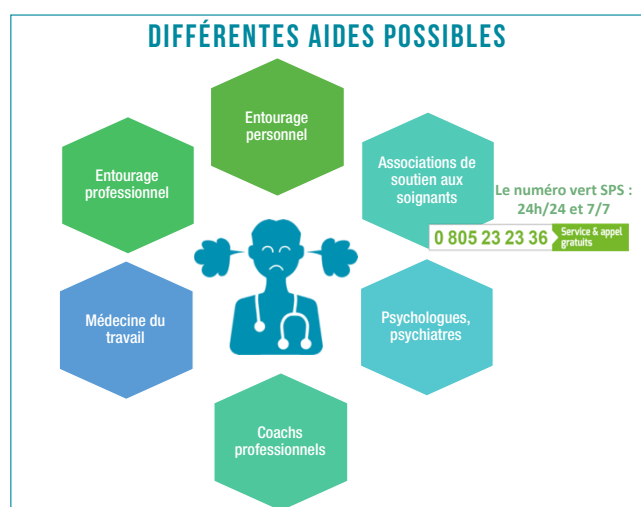 DIFFÉRENTES AIDES POSSIBLES
Entourage
personnel
Entourage
professionnel
Associations de
soutien aux
soignants
Le numéro vert SPS :
24h/24 et 7/7
0 805 23 23 36
Service & appel
gratuits
Médecine du
travail
Psychologues,
psychiatres
Coachs
professionnels